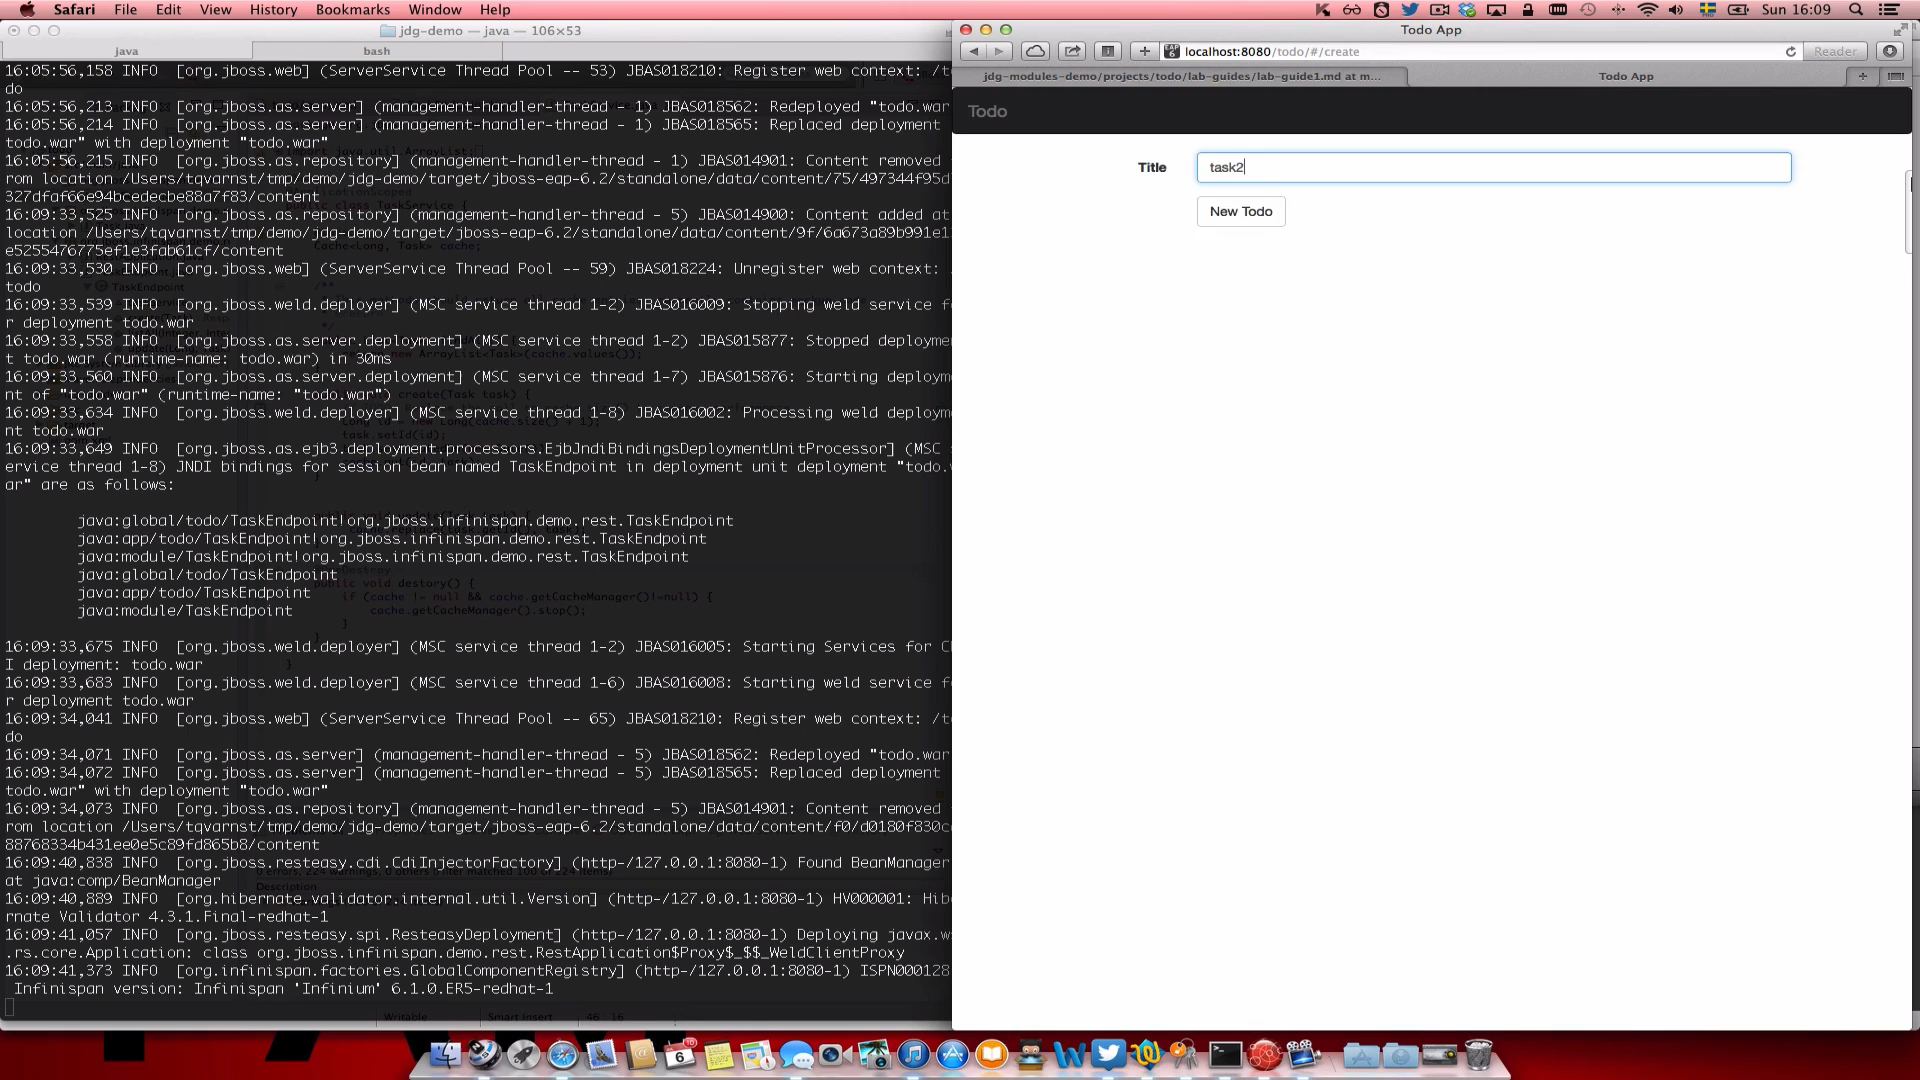 Safari File Edit View History Bookmarks Window Help Sun 16:09
jdg-demo — java — 106×53
java bash
16:05:56,158 INFO [org.jboss.web] (ServerService Thread Pool -- 53) JBAS018210: Register web context: /to
do
16:05:56,213 INFO [org.jboss.as.server] (management-handler-thread - 1) JBAS018562: Redeployed "todo.war
16:05:56,214 INFO [org.jboss.as.server] (management-handler-thread - 1) JBAS018565: Replaced deployment
todo.war" with deployment "todo.war"
16:05:56,215 INFO [org.jboss.as.repository] (management-handler-thread - 1) JBAS014901: Content removed
rom location /Users/tqvarnst/tmp/demo/jdg-demo/target/jboss-eap-6.2/standalone/data/content/75/497344f95d
327dfaf66e94bcedecbe88a7f83/content
16:09:33,525 INFO [org.jboss.as.repository] (management-handler-thread - 5) JBAS014900: Content added at
location /Users/tqvarnst/tmp/demo/jdg-demo/target/jboss-eap-6.2/standalone/data/content/9f/6a673a89b991e1
e5255476775ef1e3fab61cf/content
16:09:33,530 INFO [org.jboss.web] (ServerService Thread Pool -- 59) JBAS018224: Unregister web context: /
todo
16:09:33,539 INFO [org.jboss.weld.deployer] (MSC service thread 1-2) JBAS016009: Stopping weld service fo
r deployment todo.war
16:09:33,558 INFO [org.jboss.as.server.deployment] (MSC service thread 1-2) JBAS015877: Stopped deployme
t todo.war (runtime-name: todo.war) in 30ms
16:09:33,560 INFO [org.jboss.as.server.deployment] (MSC service thread 1-7) JBAS015876: Starting deploym
nt of "todo.war" (runtime-name: "todo.war")
16:09:33,634 INFO [org.jboss.weld.deployer] (MSC service thread 1-8) JBAS016002: Processing weld deploym
nt todo.war
16:09:33,649 INFO [org.jboss.as.ejb3.deployment.processors.EjbJndiBindingsDeploymentUnitProcessor] (MSC
ervice thread 1-8) JNDI bindings for session bean named TaskEndpoint in deployment unit deployment "todo.w
ar" are as follows:
java:global/todo/TaskEndpoint!org.jboss.infinispan.demo.rest.TaskEndpoint
java:app/todo/TaskEndpoint!org.jboss.infinispan.demo.rest.TaskEndpoint
java:module/TaskEndpoint!org.jboss.infinispan.demo.rest.TaskEndpoint
java:global/todo/TaskEndpoint
java:app/todo/TaskEndpoint
java:module/TaskEndpoint
16:09:33,675 INFO [org.jboss.weld.deployer] (MSC service thread 1-2) JBAS016005: Starting Services for C
I deployment: todo.war
16:09:33,683 INFO [org.jboss.weld.deployer] (MSC service thread 1-6) JBAS016008: Starting weld service fo
r deployment todo.war
16:09:34,041 INFO [org.jboss.web] (ServerService Thread Pool -- 65) JBAS018210: Register web context: /to
do
16:09:34,071 INFO [org.jboss.as.server] (management-handler-thread - 5) JBAS018562: Redeployed "todo.war
16:09:34,072 INFO [org.jboss.as.server] (management-handler-thread - 5) JBAS018565: Replaced deployment
todo.war" with deployment "todo.war"
16:09:34,073 INFO [org.jboss.as.repository] (management-handler-thread - 5) JBAS014901: Content removed
rom location /Users/tqvarnst/tmp/demo/jdg-demo/target/jboss-eap-6.2/standalone/data/content/f0/d0180f830c
88768334b431ee0e5c89fd865b8/content
16:09:40,838 INFO [org.jboss.resteasy.cdi.CdiInjectorFactory] (http-/127.0.0.1:8080-1) Found BeanManager
at java:comp/BeanManager
16:09:40,889 INFO [org.hibernate.validator.internal.util.Version] (http-/127.0.0.1:8080-1) HV000001: Hibe
rnate Validator 4.3.1.Final-redhat-1
16:09:41,057 INFO [org.jboss.resteasy.spi.ResteasyDeployment] (http-/127.0.0.1:8080-1) Deploying javax.w
.rs.core.Application: class org.jboss.infinispan.demo.rest.RestApplication$Proxy$_$$_WeldClientProxy
16:09:41,373 INFO [org.infinispan.factories.GlobalComponentRegistry] (http-/127.0.0.1:8080-1) ISPN000128
Infinispan version: Infinispan 'Infinium' 6.1.0.ER5-redhat-1
Writable Smart Insert 46 : 16
Todo App
localhost:8080/todo/#/create Reader
jdg-modules-demo/projects/todo/lab-guides/lab-guide1.md at m... Todo App
Todo
Title task2
New Todo